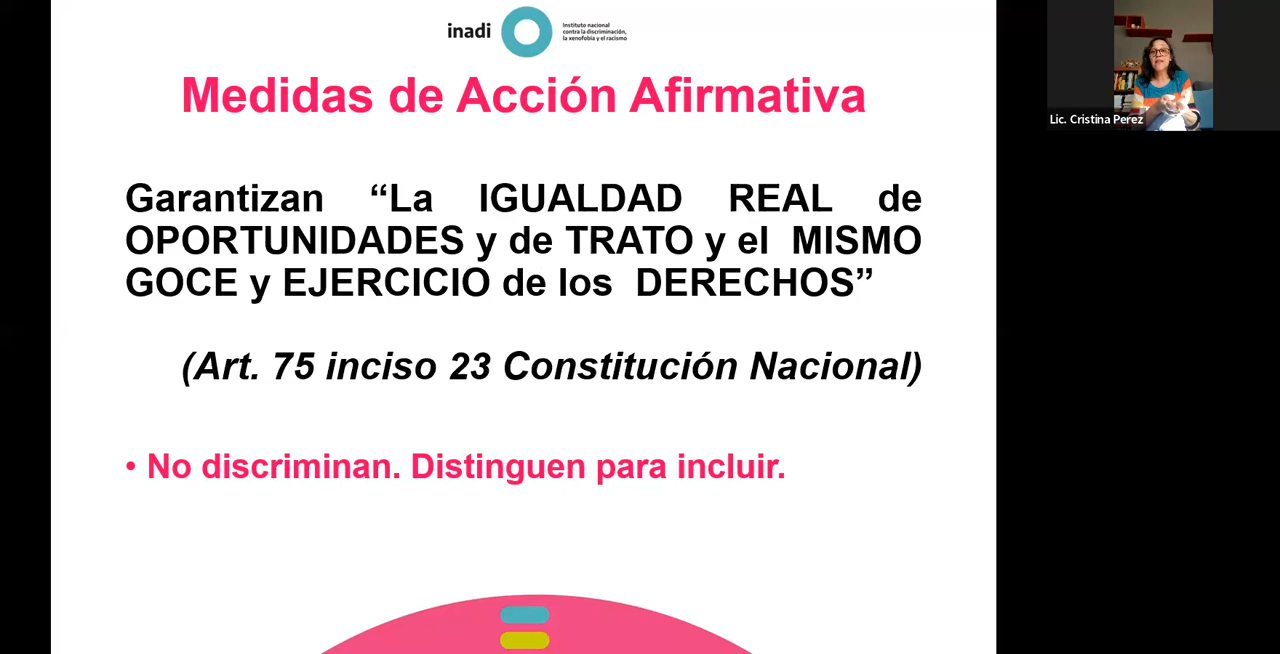 inadi
Instituto nacional
contra la discriminación,
la xenofobia y el racismo
Medidas de Acción Afirmativa
Garantizan “La IGUALDAD REAL de
OPORTUNIDADES y de TRATO y el MISMO
GOCE y EJERCICIO de los DERECHOS”
(Art. 75 inciso 23 Constitución Nacional)
• No discriminan. Distinguen para incluir.
Lic. Cristina Perez